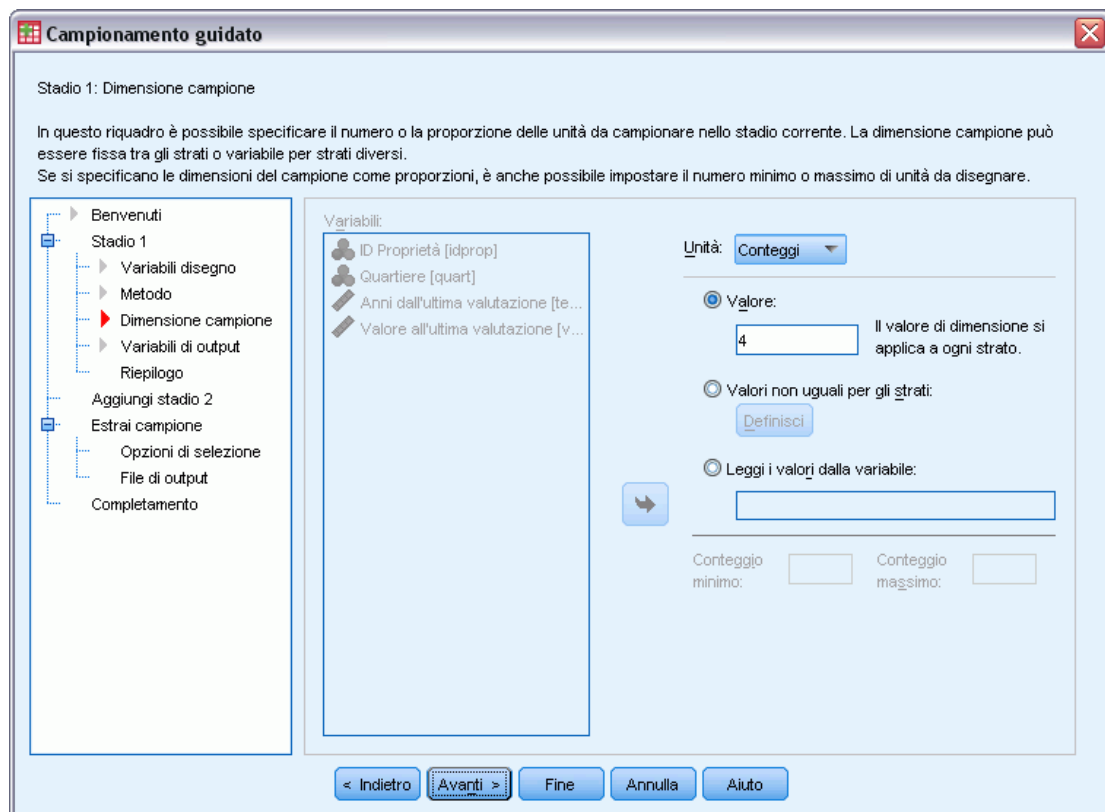 Campionamento guidato
Stadio 1: Dimensione campione
In questo riquadro è possibile specificare il numero o la proporzione delle unità da campionare nello stadio corrente. La dimensione campione può
essere fissa tra gli strati o variabile per strati diversi.
Se si specificano le dimensioni del campione come proporzioni, è anche possibile impostare il numero minimo o massimo di unità da disegnare.
Benvenuti
Stadio 1
Variabili disegno
Metodo
Dimensione campione
Variabili di output
Riepilogo
Aggiungi stadio 2
Estrai campione
Opzioni di selezione
File di output
Completamento
Variabili:
ID Proprietà [idprop]
Quartiere [quart]
Anni dall'ultima valutazione [te...
Valore all'ultima valutazione [v...
Unità: Conteggi
Valore:
4
Il valore di dimensione si
applica a ogni strato.
Valori non uguali per gli strati:
Definisci
Leggi i valori dalla variabile:
Conteggio
minimo:
Conteggio
massimo:
< Indietro
Avanti >
Fine
Annulla
Aiuto